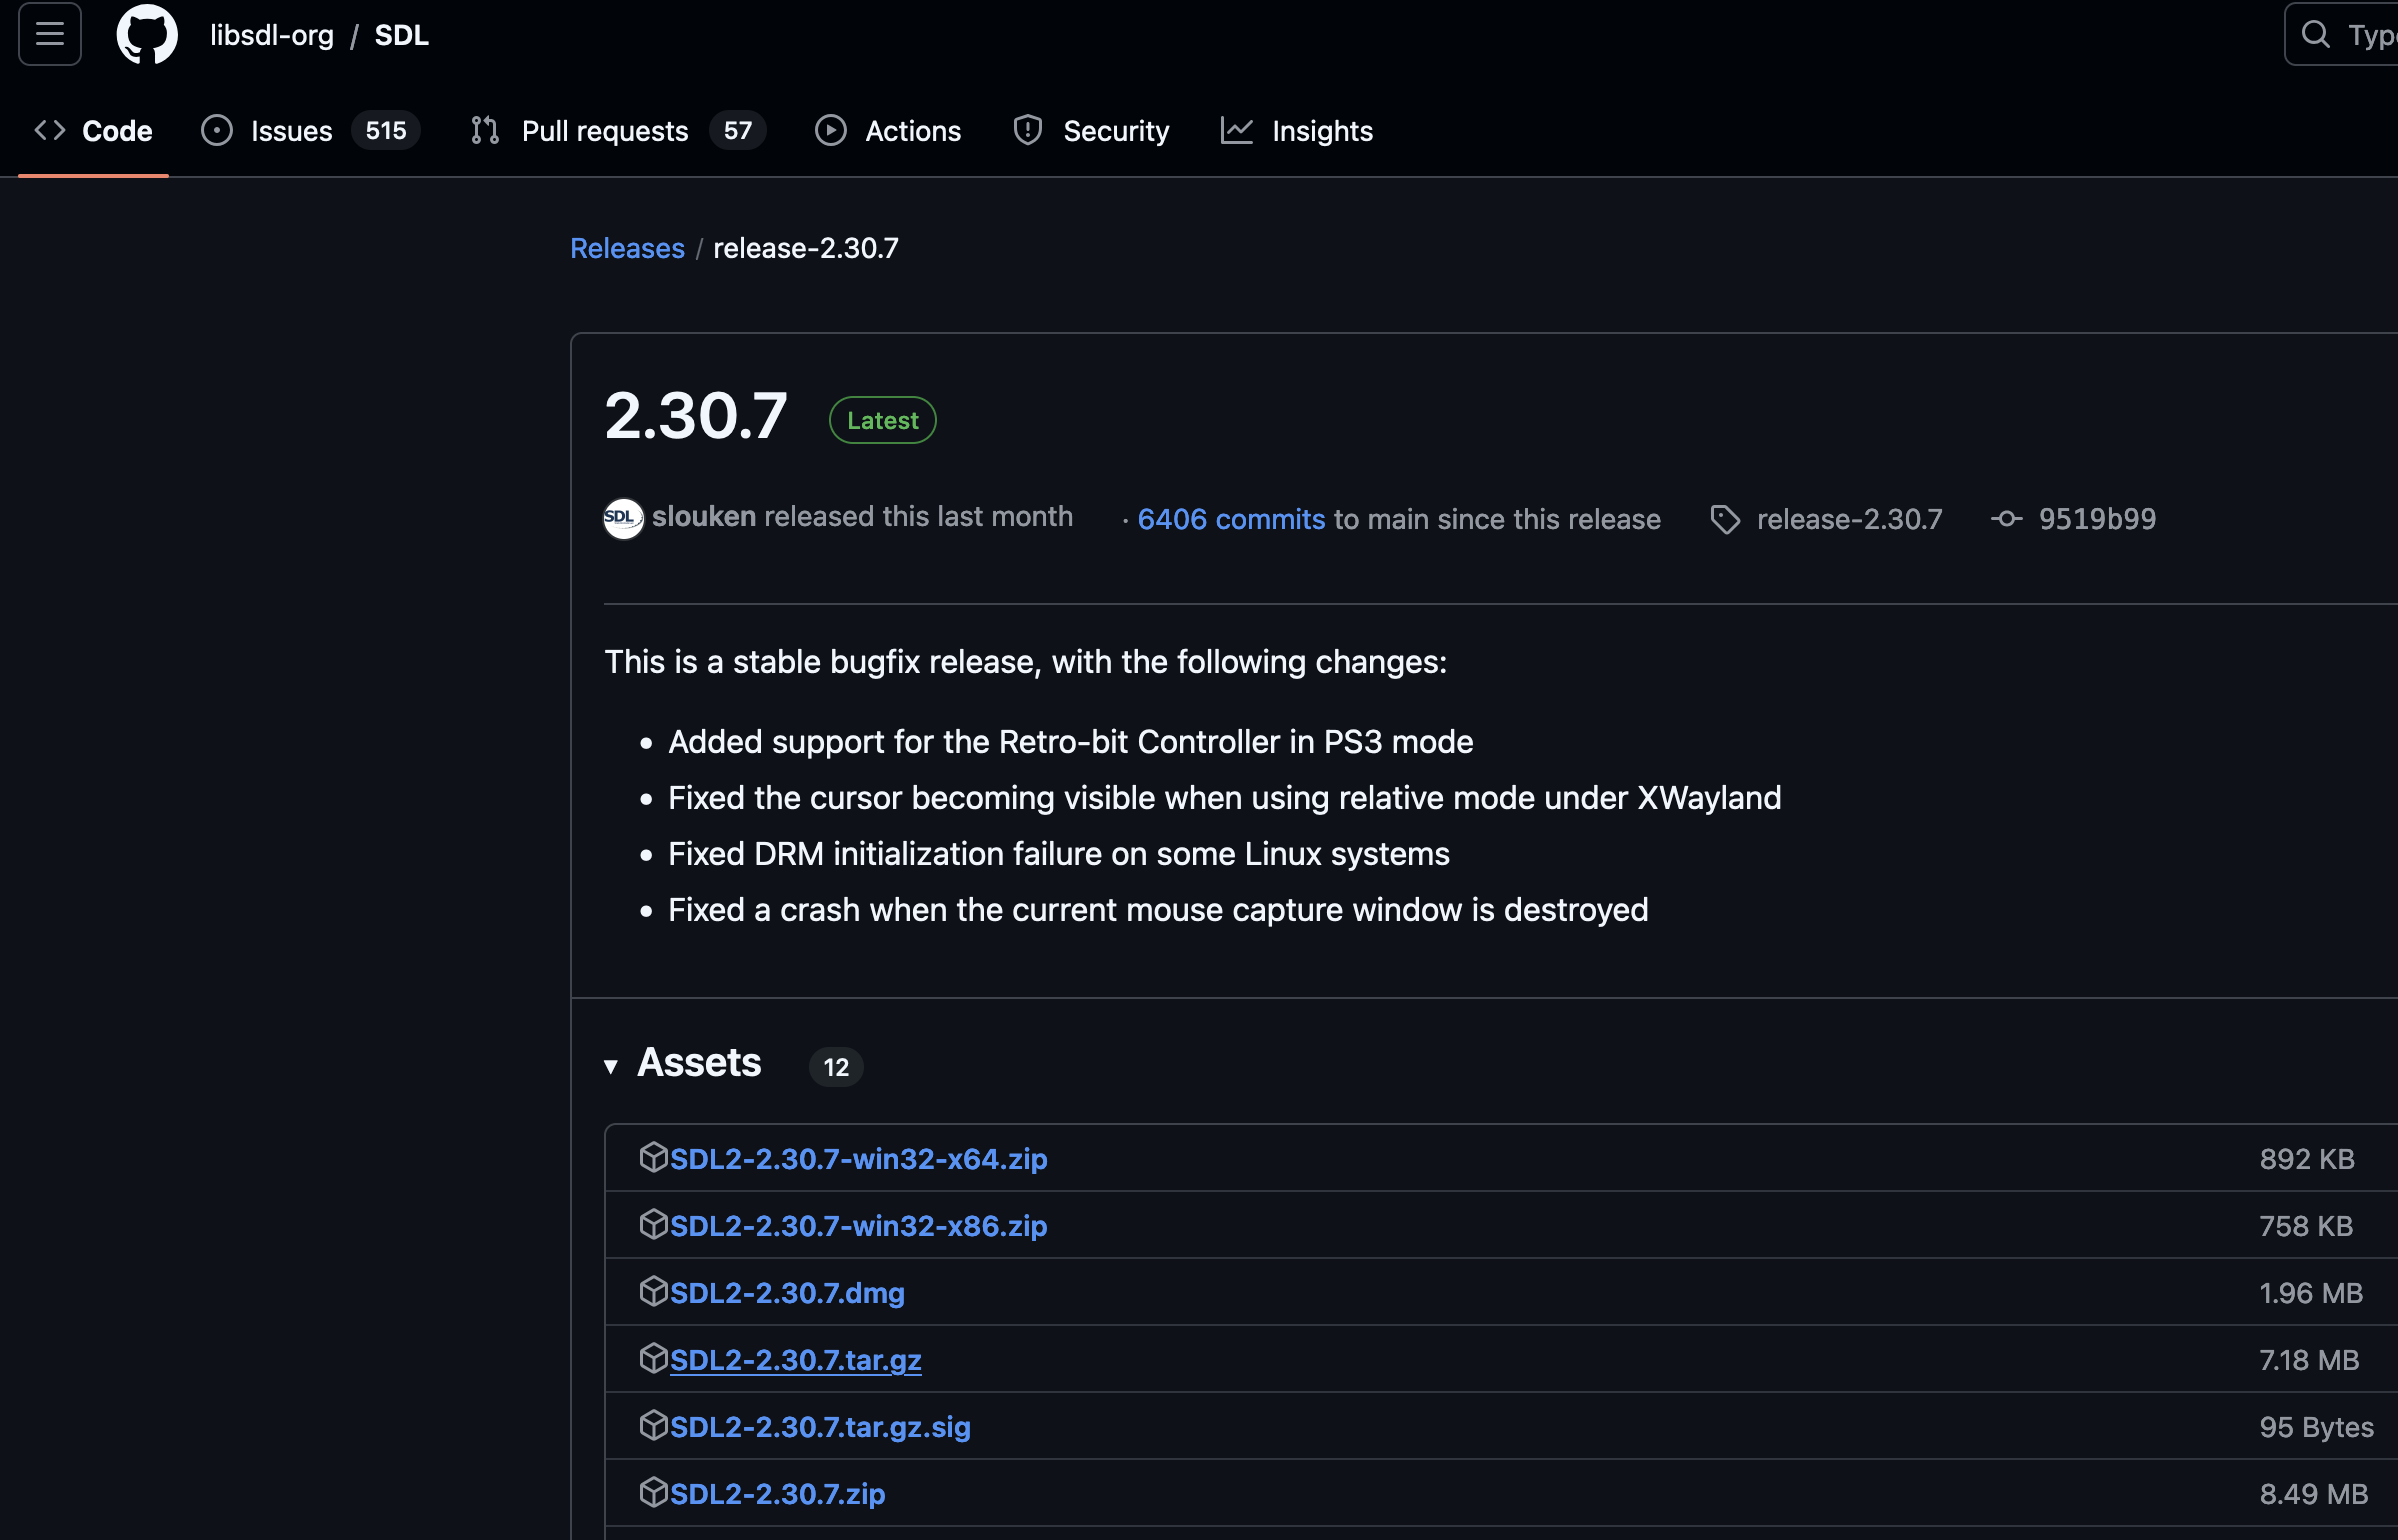 libsdl-org / SDL
Code Issues 515 Pull requests 57 Actions Security Insights
Releases / release-2.30.7
2.30.7 Latest
SDL slouken released this last month · 6406 commits to main since this release release-2.30.7 9519b99
This is a stable bugfix release, with the following changes:
• Added support for the Retro-bit Controller in PS3 mode
• Fixed the cursor becoming visible when using relative mode under XWayland
• Fixed DRM initialization failure on some Linux systems
• Fixed a crash when the current mouse capture window is destroyed
Assets 12
SDL2-2.30.7-win32-x64.zip 892 KB
SDL2-2.30.7-win32-x86.zip 758 KB
SDL2-2.30.7.dmg 1.96 MB
SDL2-2.30.7.tar.gz 7.18 MB
SDL2-2.30.7.tar.gz.sig 95 Bytes
SDL2-2.30.7.zip 8.49 MB